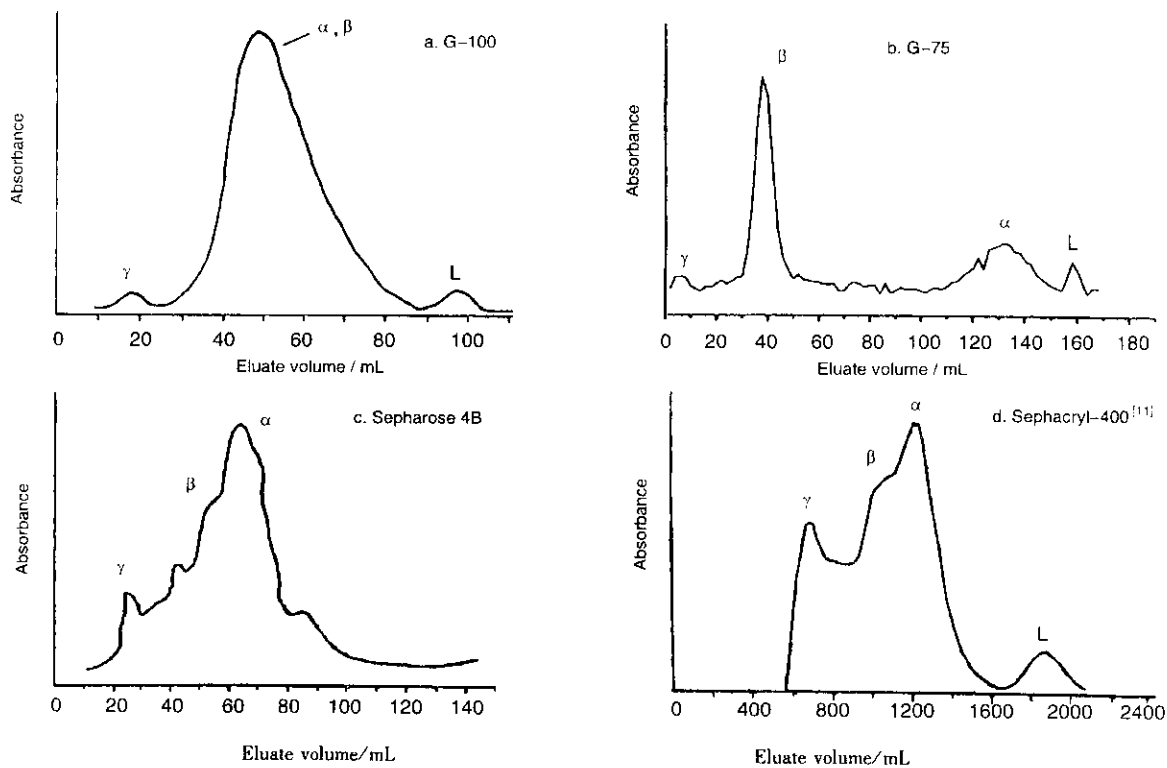 a. G-100
α, β
γ
L
Absorbance
0 20 40 60 80 100
Eluate volume / mL
b. G-75
β
γ
α
L
Absorbance
0 20 40 60 80 100 120 140 160 180
Eluate volume / mL
c. Sepharose 4B
α
β
γ
Absorbance
0 20 40 60 80 100 120 140
Eluate volume/mL
d. Sephacryl-400[11]
α
β
γ
L
Absorbance
0 400 800 1200 1600 2000 2400
Eluate volume/mL